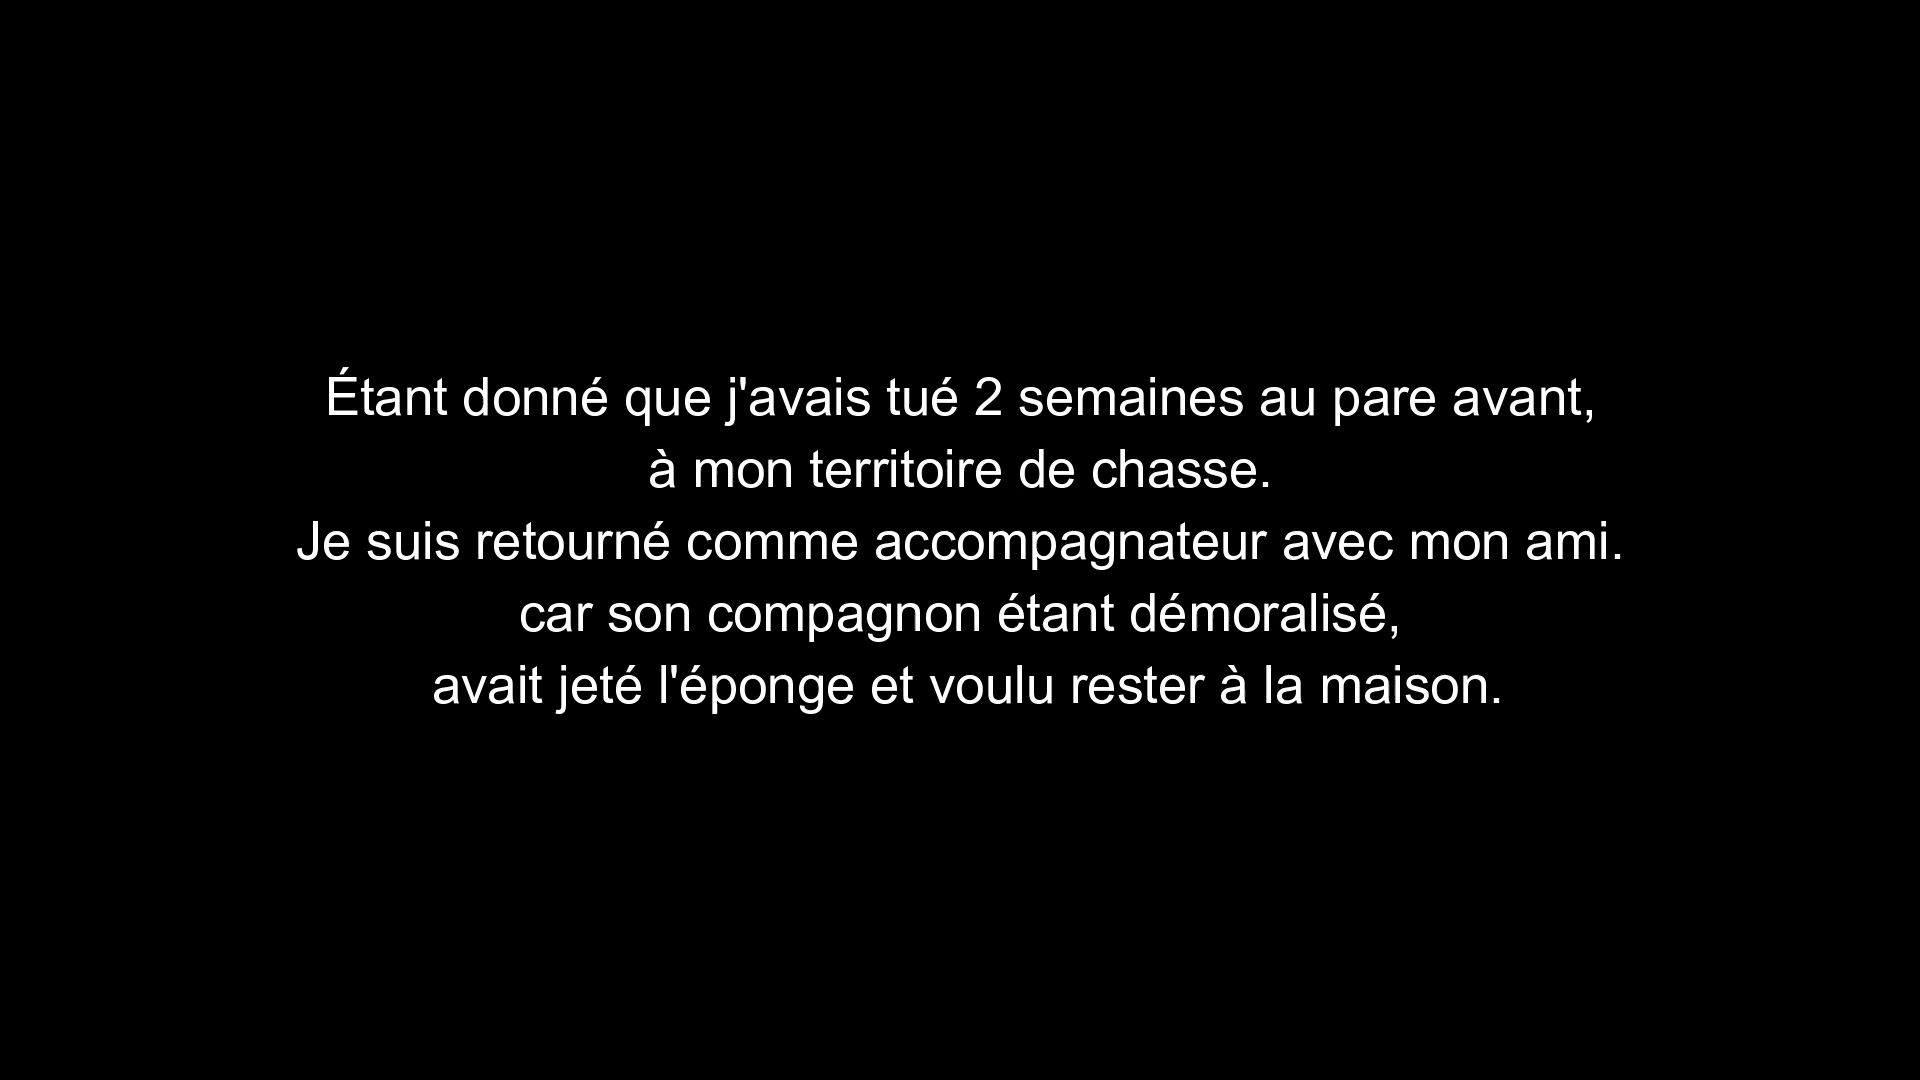 Étant donné que j'avais tué 2 semaines au pare avant,
à mon territoire de chasse.
Je suis retourné comme accompagnateur avec mon ami.
car son compagnon étant démoralisé,
avait jeté l'éponge et voulu rester à la maison.